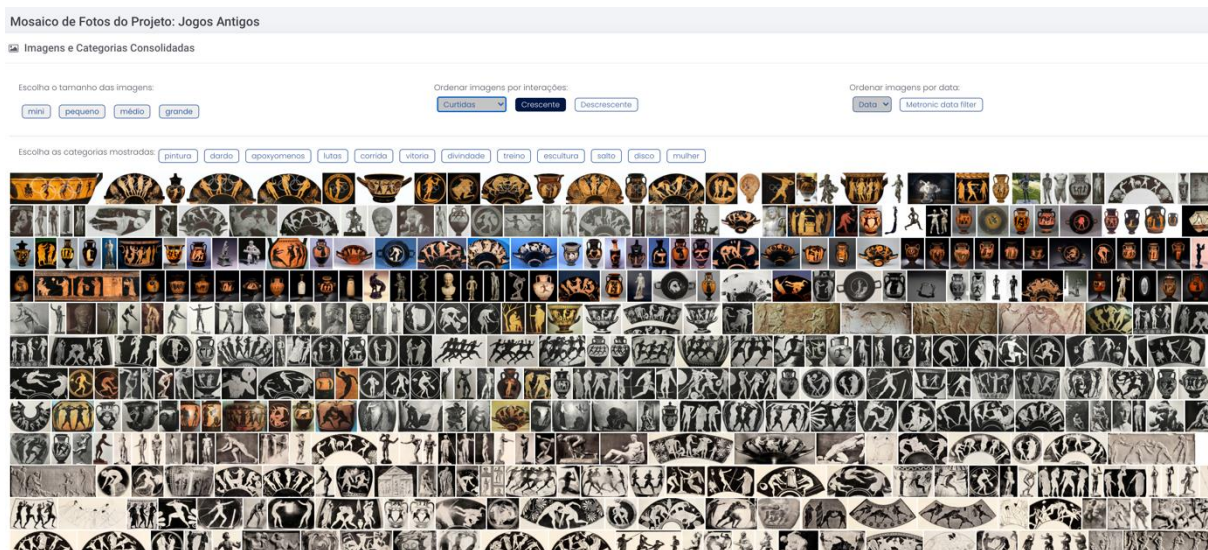 Mosaico de Fotos do Projeto: Jogos Antigos
Imagens e Categorias Consolidadas
Escolha o tamanho das imagens:
mini pequeno médio grande
Ordenar imagens por interações:
Curtidas Crescente Descrescente
Ordenar imagens por data:
Data Metronic data filter
Escolha as categorias mostradas: pintura dardo apoxyomenos lutas corrida vitoria divindade treino escultura salto disco mulher